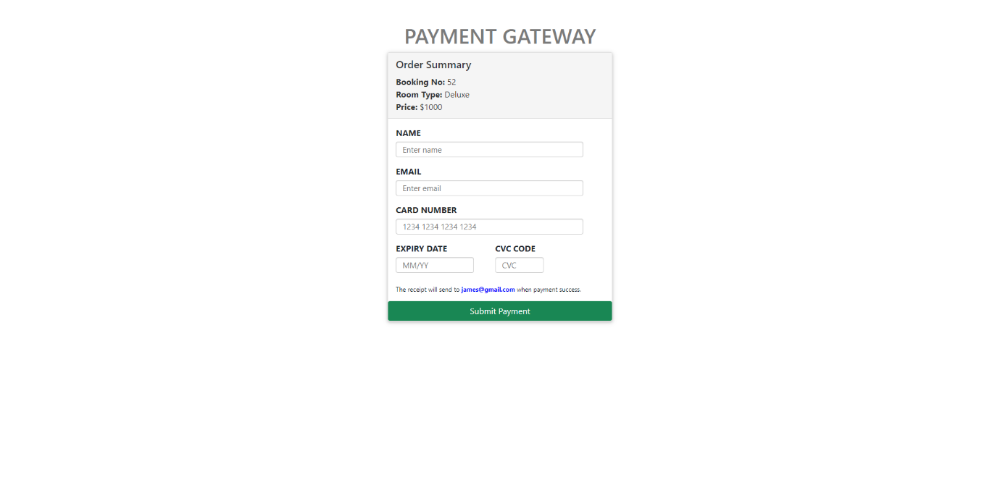 PAYMENT GATEWAY
Order Summary
Booking No: 52
Room Type: Deluxe
Price: $1000
NAME
Enter name
EMAIL
Enter email
CARD NUMBER
1234 1234 1234 1234
EXPIRY DATE CVC CODE
MM/YY CVC
The receipt will send to james@gmail.com when payment success.
Submit Payment